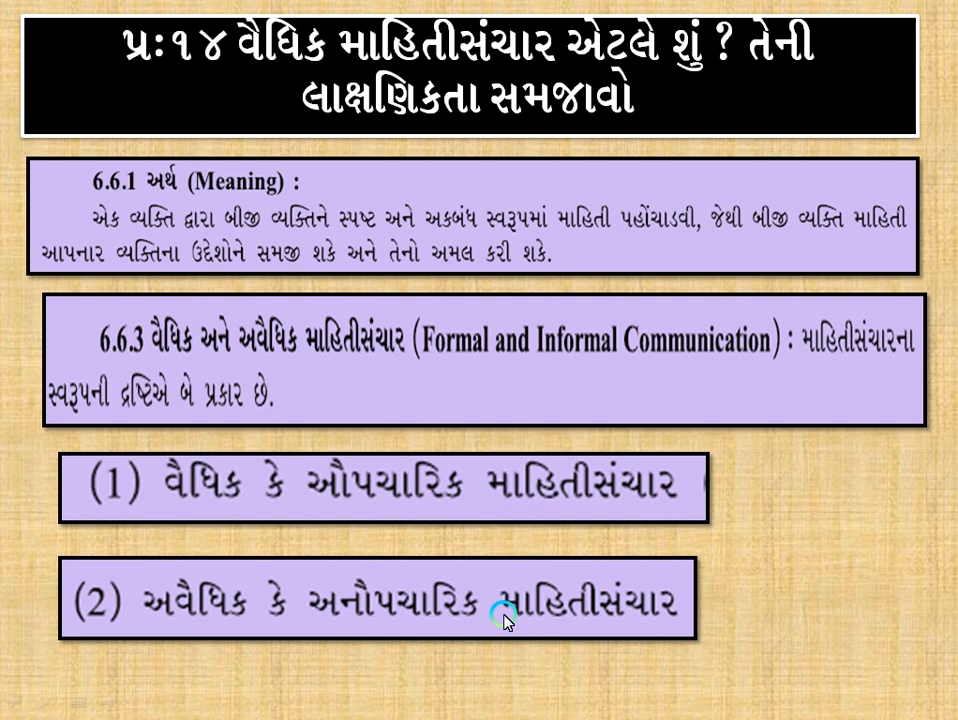 પ્રઃ૧૪ વૈધિક માહિતીસંચાર એટલે શું ? તેની
લાક્ષણિકતા સમજાવો
6.6.1 અર્થ (Meaning) :
એક વ્યક્તિ દ્વારા બીજી વ્યક્તિને સ્પષ્ટ અને અકબંધ સ્વરૂપમાં માહિતી પહોંચાડવી, જેથી બીજી વ્યક્તિ માહિતી
આપનાર વ્યક્તિના ઉદ્દેશોને સમજી શકે અને તેનો અમલ કરી શકે.
6.6.3 વૈધિક અને અવૈધિક માહિતીસંચાર (Formal and Informal Communication) : માહિતીસંચારના
સ્વરૂપની દ્રષ્ટિએ બે પ્રકાર છે.
(1) વૈધિક કે ઔપચારિક માહિતીસંચાર
(2) અવૈધિક કે અનૌપચારિક માહિતીસંચાર